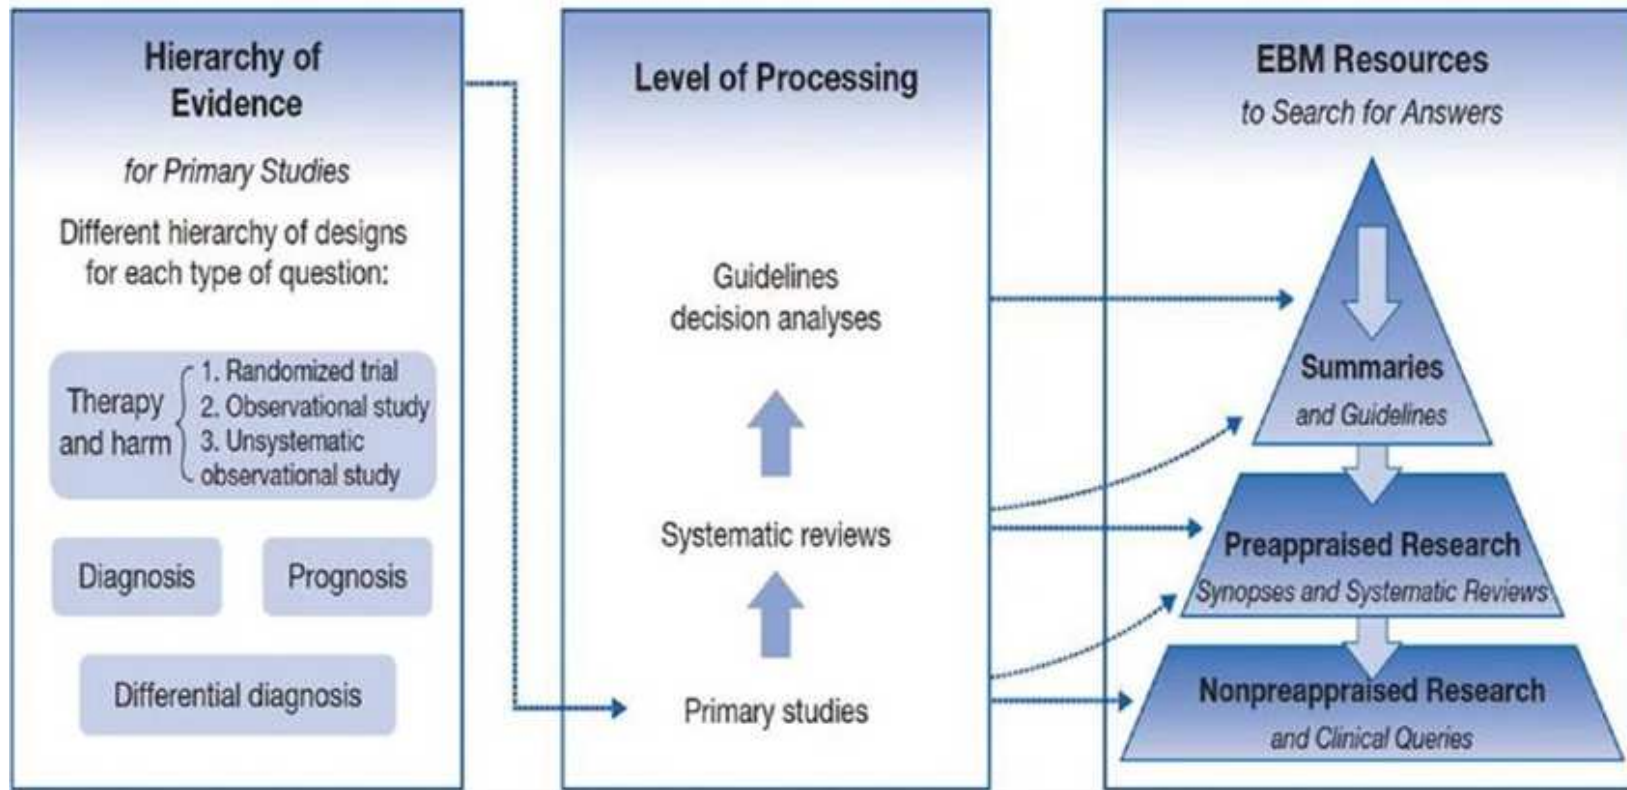 Hierarchy of
Evidence
for Primary Studies
Different hierarchy of designs
for each type of question:
Therapy
and harm
1. Randomized trial
2. Observational study
3. Unsystematic
observational study
Diagnosis
Prognosis
Differential diagnosis
Level of Processing
Guidelines
decision analyses
Systematic reviews
Primary studies
EBM Resources
to Search for Answers
Summaries
and Guidelines
Preappraised Research
Synopses and Systematic Reviews
Nonpreappraised Research
and Clinical Queries